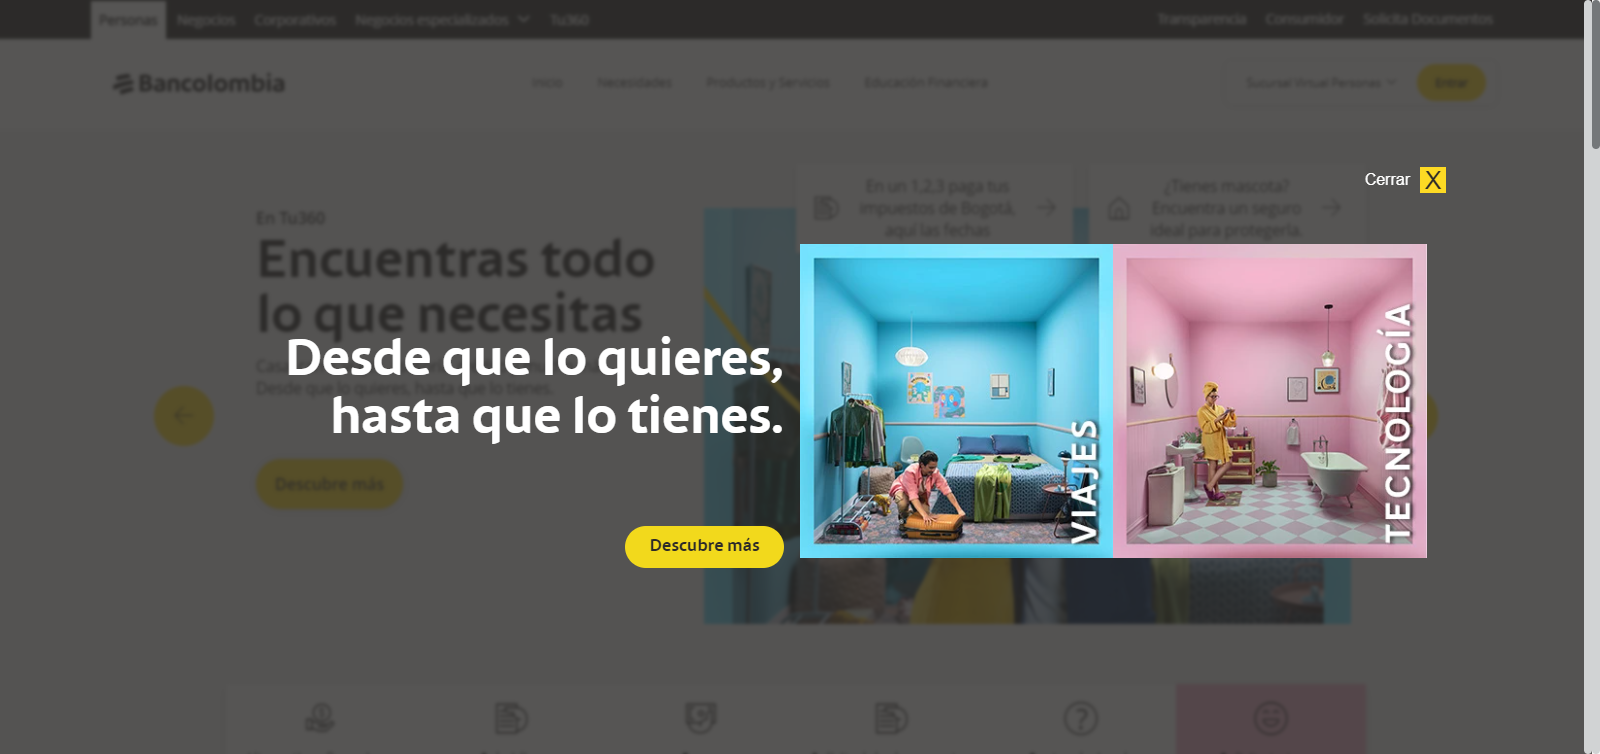 Personas
Negocios
Corporativos
Negocios especializados
Tu360
Transparencia
Consumidor
Solicita Documentos
Bancolombia
Inicio
Necesidades
Productos y Servicios
Educación Financiera
Sucursal Virtual Personas
Entrar
Cerrar X
En un 1,2,3 paga tus
impuestos de Bogotá,
aquí las fechas
¿Tienes mascota?
Encuentra un seguro
ideal para protegerla.
En Tu360
Encuentras todo
lo que necesitas
Desde que lo quieres, hasta que lo tienes.
Descubre más
Desde que lo quieres,
hasta que lo tienes.
Descubre más
VIAJES
TECNOLOGÍA